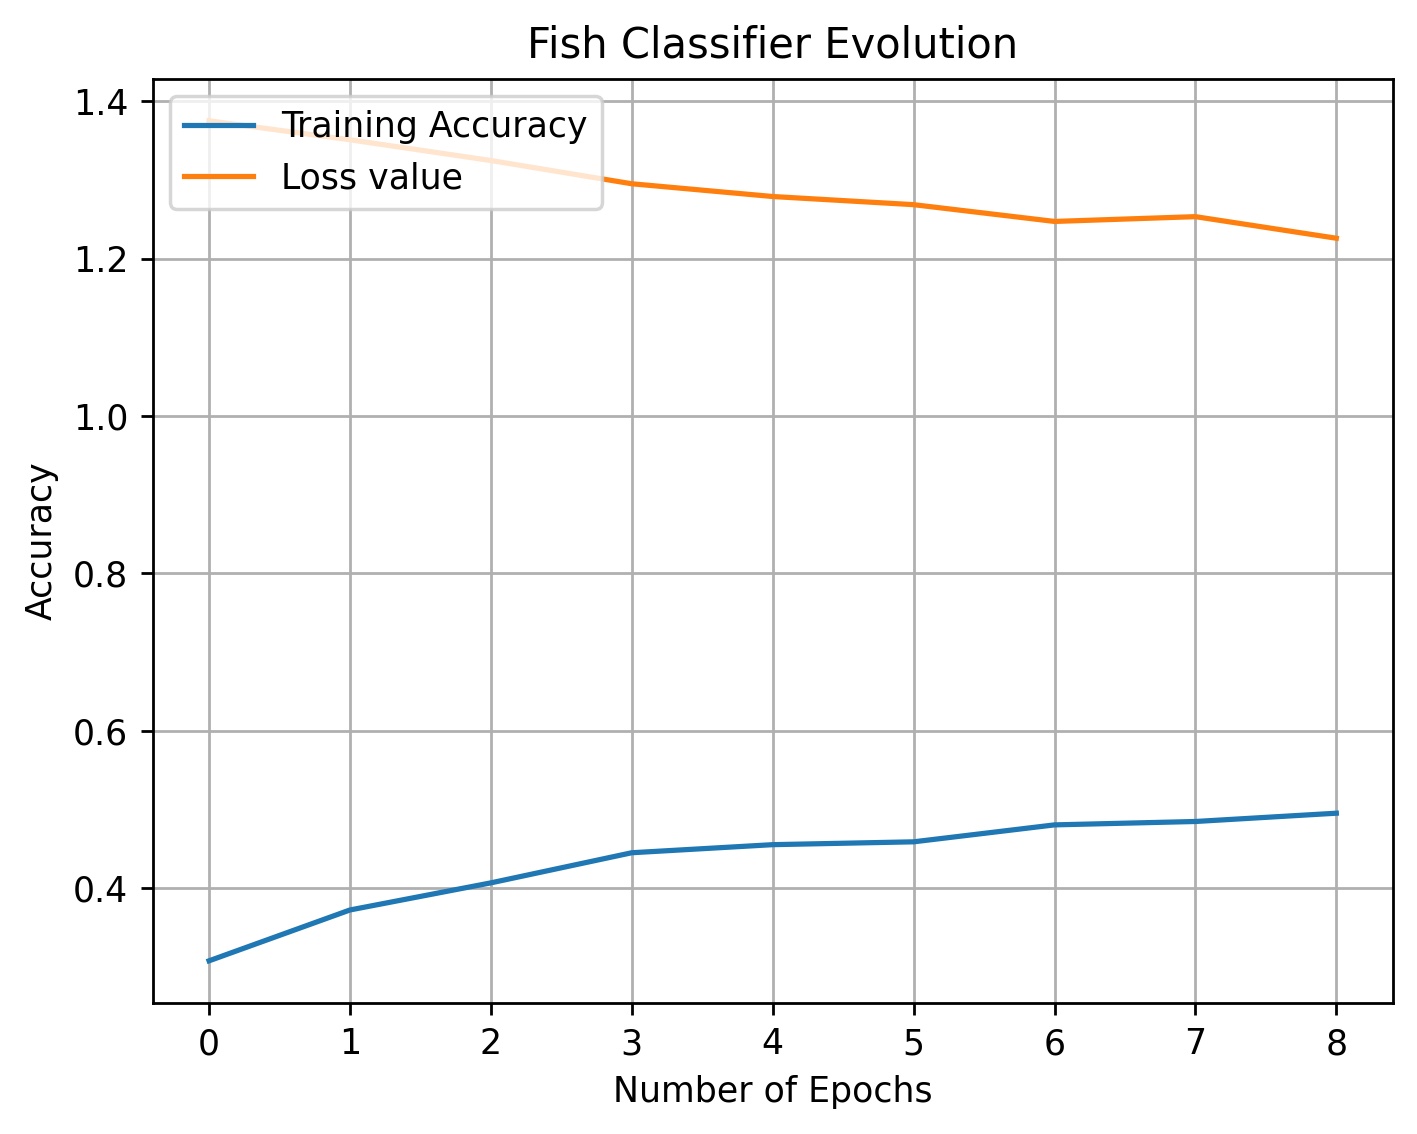 Fish Classifier Evolution
Training Accuracy
Loss value
1.4
1.2
1.0
0.8
0.6
0.4
Accuracy
0 1 2 3 4 5 6 7 8
Number of Epochs